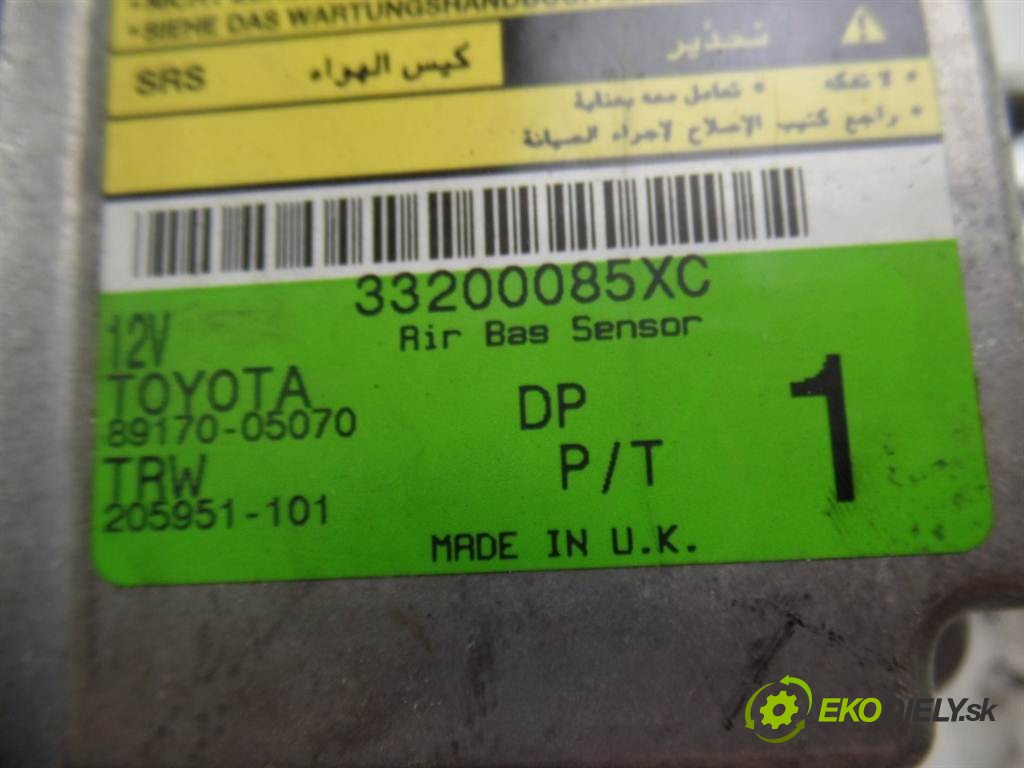 *SIEHE DAS WARTUNGSHANDBUCH
تحذير
SRS كيس الهواء
• لا تفكه • تعامل معه بعناية
• راجع كتيب الإصلاح لاجراء الصيانة
33200085XC
Air Bag Sensor
12V
TOYOTA
89170-05070
DP
1
TRW
P/T
205951-101
MADE IN U.K.
EKODIELY.sk